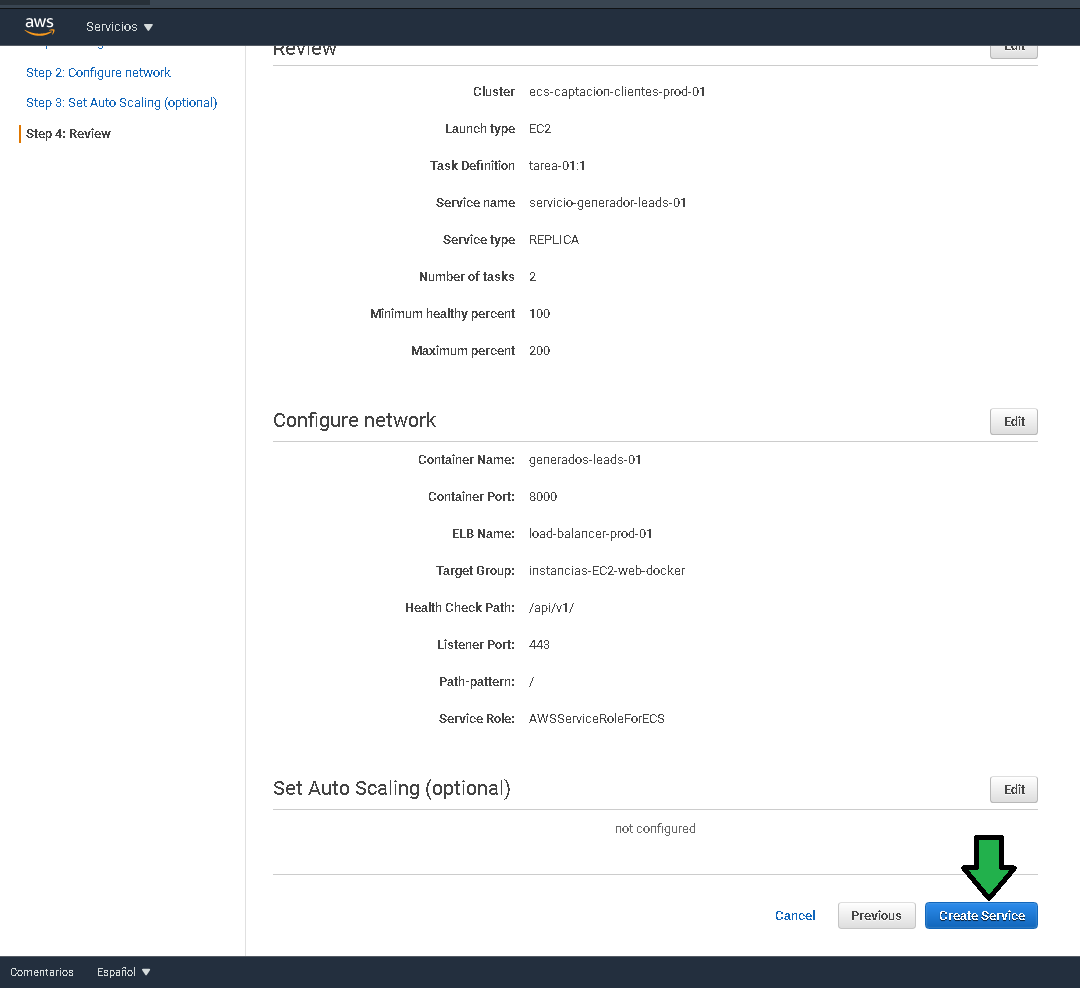 aws Servicios
Review Edit
Step 2: Configure network
Step 3: Set Auto Scaling (optional)
Step 4: Review
Cluster ecs-captacion-clientes-prod-01
Launch type EC2
Task Definition tarea-01:1
Service name servicio-generador-leads-01
Service type REPLICA
Number of tasks 2
Minimum healthy percent 100
Maximum percent 200
Configure network Edit
Container Name: generados-leads-01
Container Port: 8000
ELB Name: load-balancer-prod-01
Target Group: instancias-EC2-web-docker
Health Check Path: /api/v1/
Listener Port: 443
Path-pattern: /
Service Role: AWSServiceRoleForECS
Set Auto Scaling (optional) Edit
not configured
Cancel Previous Create Service
Comentarios Español